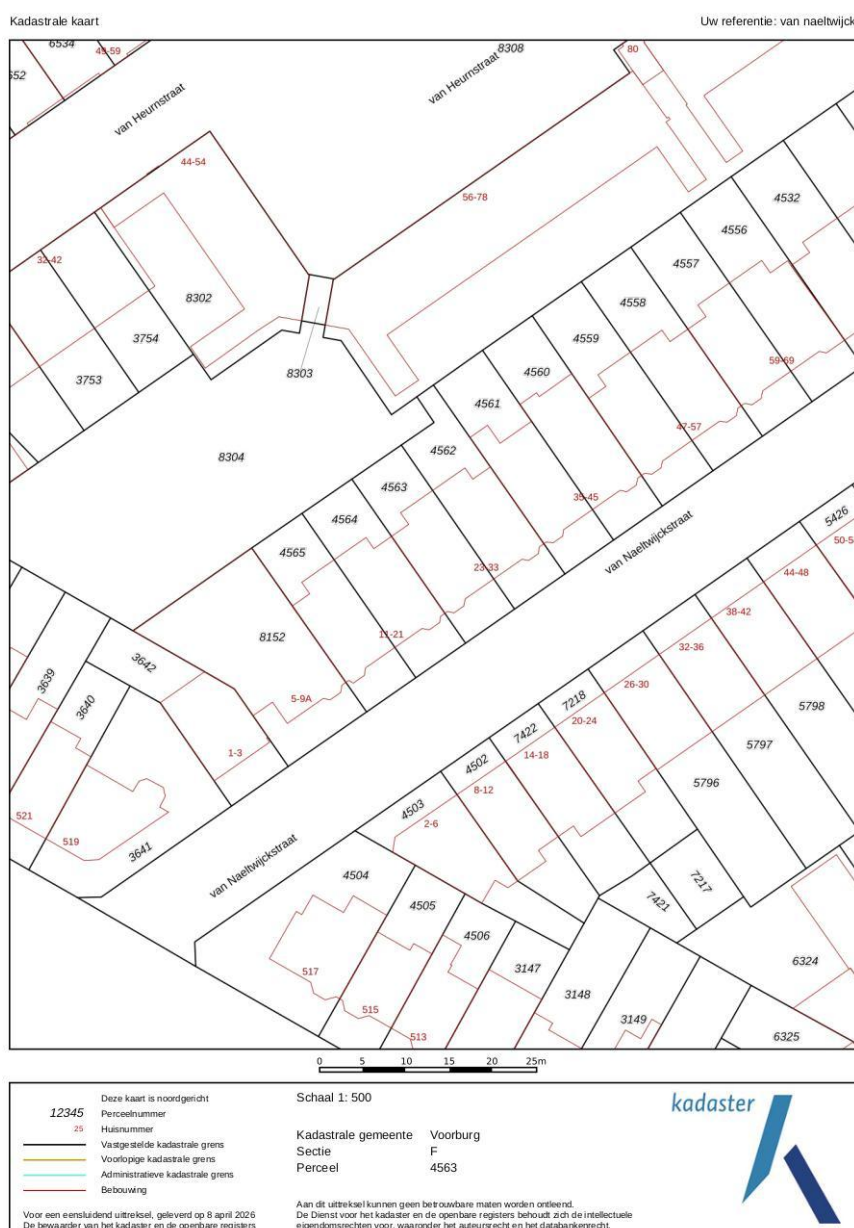 Kadastrale kaart
Uw referentie: van naeltwijck
6534
49-59
8308
80
van Heurnstraat
van Heurnstraat
44-54
56-78
4532
4556
32-42
4557
8302
4558
3754
4559
8303
3753
4560
59-69
4561
47-57
4562
8304
4563
35-45
4564
van Naeltwijckstraat
5426
4565
23-33
44-48
11-21
38-42
8152
32-36
3642
3639
26-30
5-9A
3640
7218
20-24
5798
7422
14-18
5797
1-3
4502
8-12
5796
4503
2-6
521
519
3641
van Naeltwijckstraat
4504
7217
4505
7421
4506
6324
517
3147
3148
515
3149
513
6325
0 5 10 15 20 25m
Deze kaart is noordgericht
12345 Perceelnummer
25 Huisnummer
Vastgestelde kadastrale grens
Voorlopige kadastrale grens
Administratieve kadastrale grens
Bebouwing
Voor een eensluidend uittreksel, geleverd op 8 april 2026
De bewaarder van het kadaster en de openbare registers
Schaal 1: 500
Kadastrale gemeente Voorburg
Sectie F
Perceel 4563
Aan dit uittreksel kunnen geen betrouwbare maten worden ontleend.
De Dienst voor het kadaster en de openbare registers behoudt zich de intellectuele
eigendomsrechten voor, waaronder het auteursrecht en het databankenrecht.
kadaster